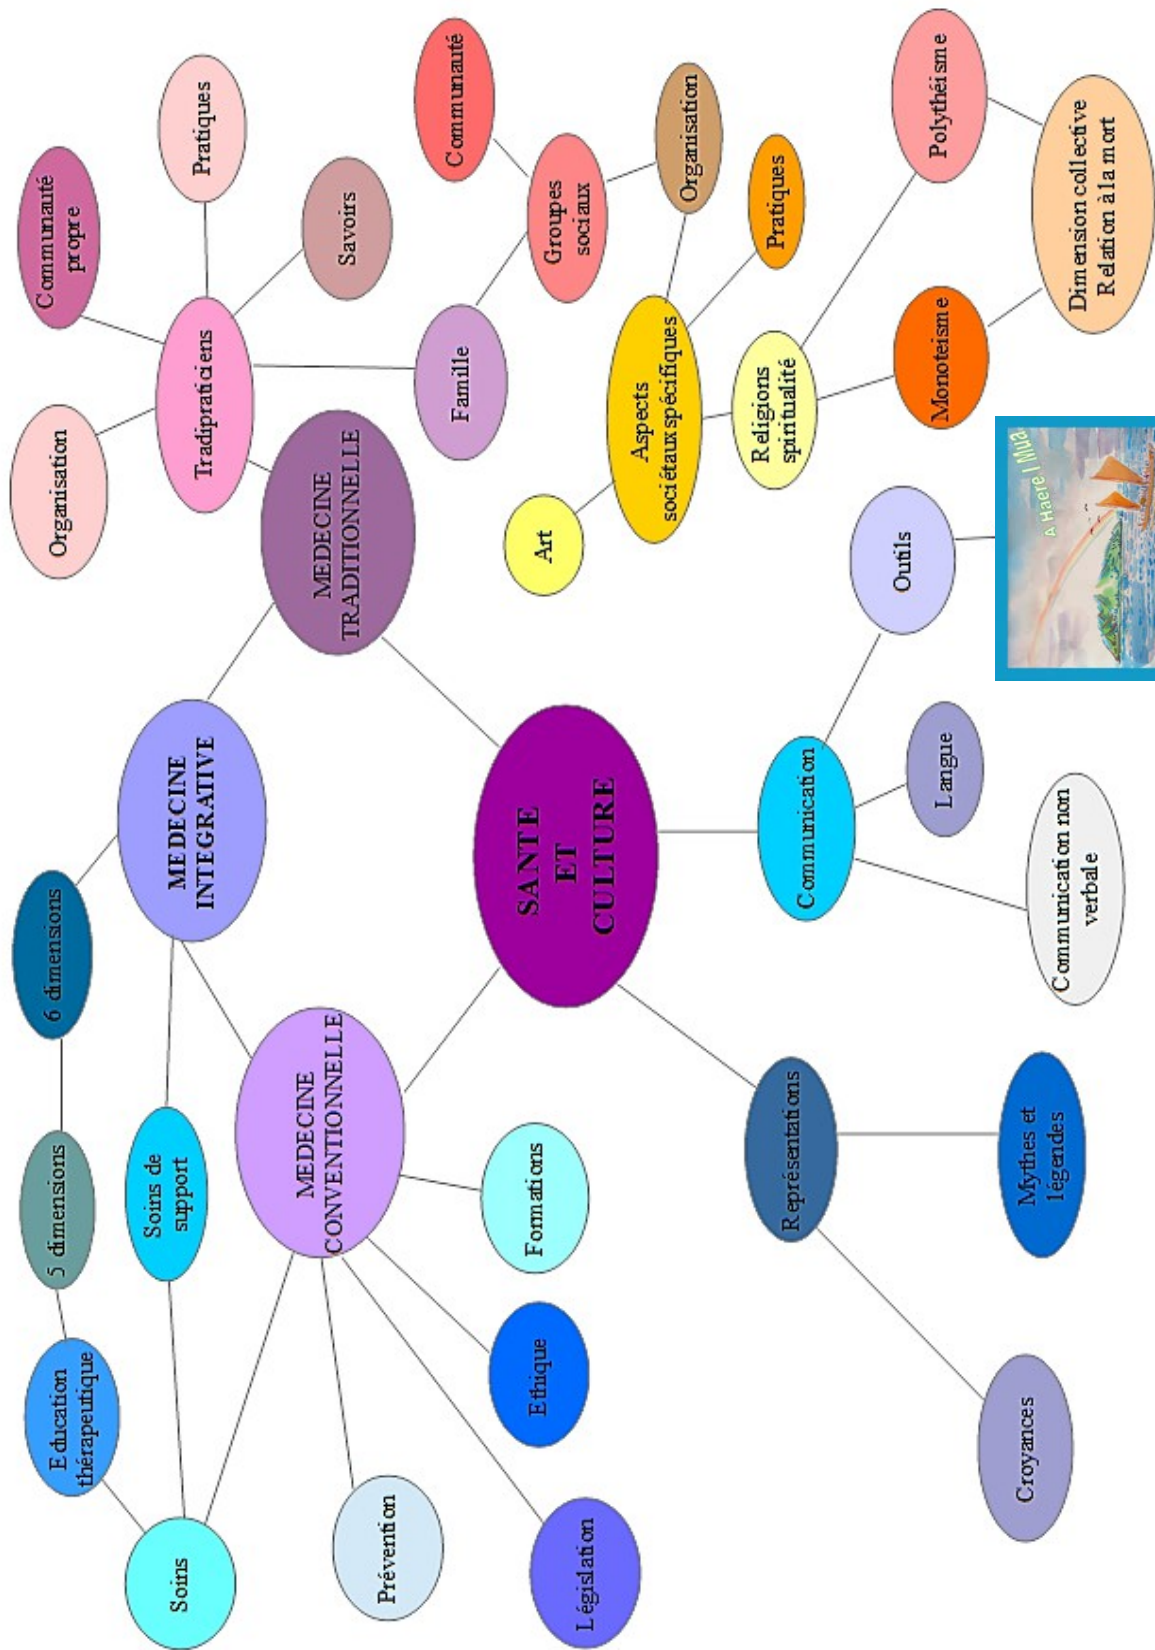 Soins
Education
thérapeutique
5 dimensions
6 dimensions
Soins de
support
MEDECINE
INTEGRATIVE
MEDECINE
CONVENTIONNELLE
Prévention
Législation
Ethique
Formations
MEDECINE
TRADITIONNELLE
Organisation
Communauté
propre
Tradipraticiens
Pratiques
Savoirs
Famille
Communauté
Groupes
sociaux
Organisation
Art
Aspects
sociétaux spécifiques
Pratiques
Religions
spiritualité
Polythéisme
Monoteisme
Dimension collective
Relation à la mort
SANTE
ET
CULTURE
Représentations
Croyances
Mythes et
légendes
Communication
Communication non
verbale
Langue
Outils
A Haere I Mua